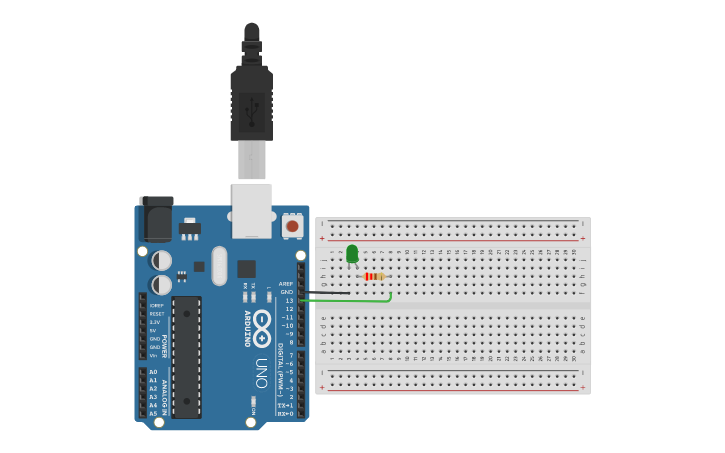 AREF
GND
13
12
~11
~10
~9
8
7
~6
~5
4
~3
2
TX→1
RX←0
DIGITAL (PWM~)
RX
TX
L
ON
ARDUINO
UNO
IOREF
RESET
3.3V
5V
GND
GND
Vin
POWER
A0
A1
A2
A3
A4
A5
ANALOG IN
+
+
j
i
h
g
f
j
i
h
g
f
e
d
c
b
a
e
d
c
b
a
+
+